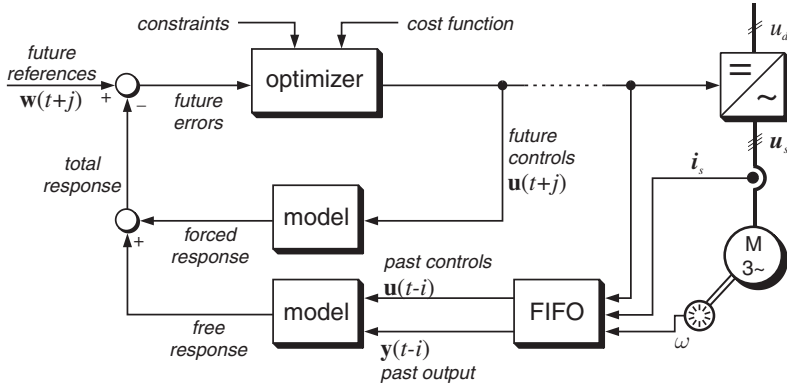 constraints
cost function
future
references
w(t+j)
+
−
future
errors
optimizer
=
~
u_d
u_s
i_s
future
controls
u(t+j)
total
response
+
forced
response
model
M
3~
past controls
u(t-i)
FIFO
model
free
response
y(t-i)
past output
ω